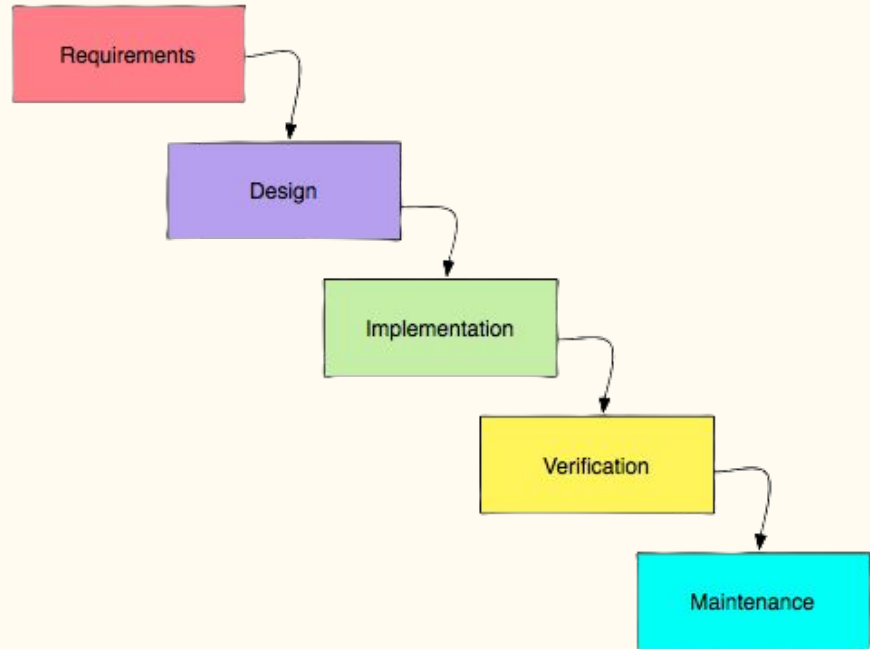 Requirements
Design
Implementation
Verification
Maintenance